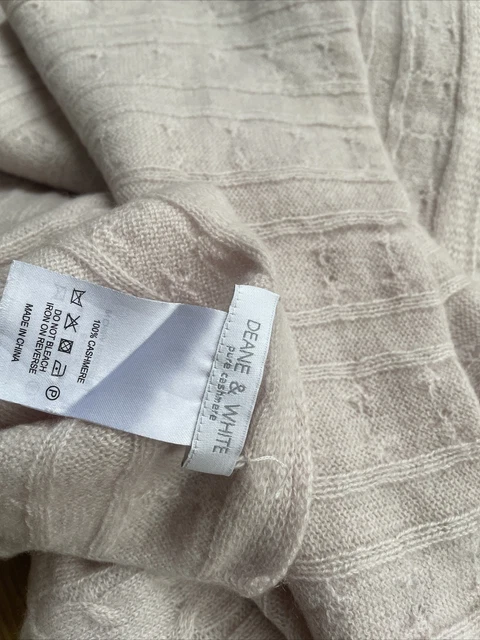 DEANE & WHITE
pure cashmere
100% CASHMERE
DO NOT BLEACH
IRON ON REVERSE
MADE IN CHINA
P